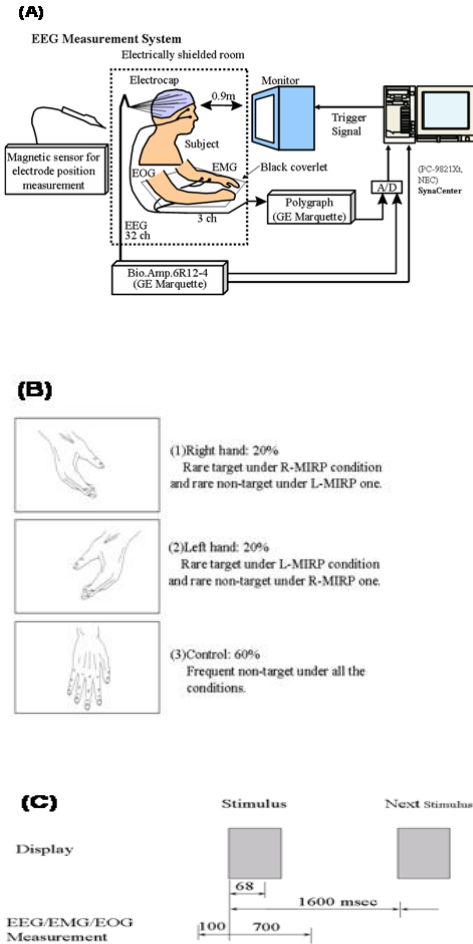 (A)
EEG Measurement System
Electrically shielded room
Electrocap
0.9m
Monitor
Trigger
Signal
Subject
Magnetic sensor for
electrode position
measurement
EOG
EMG
Black coverlet
3 ch
Polygraph
(GE Marquette)
A/D
(PC-9821Xt,
NEC)
SynaCenter
EEG
32 ch
Bio.Amp.6R12-4
(GE Marquette)
(B)
(1)Right hand: 20%
Rare target under R-MIRP condition
and rare non-target under L-MIRP one.
(2)Left hand: 20%
Rare target under L-MIRP condition
and rare non-target under R-MIRP one.
(3)Control: 60%
Frequent non-target under all the
conditions.
(C)
Stimulus
Next Stimulus
Display
68
1600 msec
EEG/EMG/EOG
Measurement
100
700